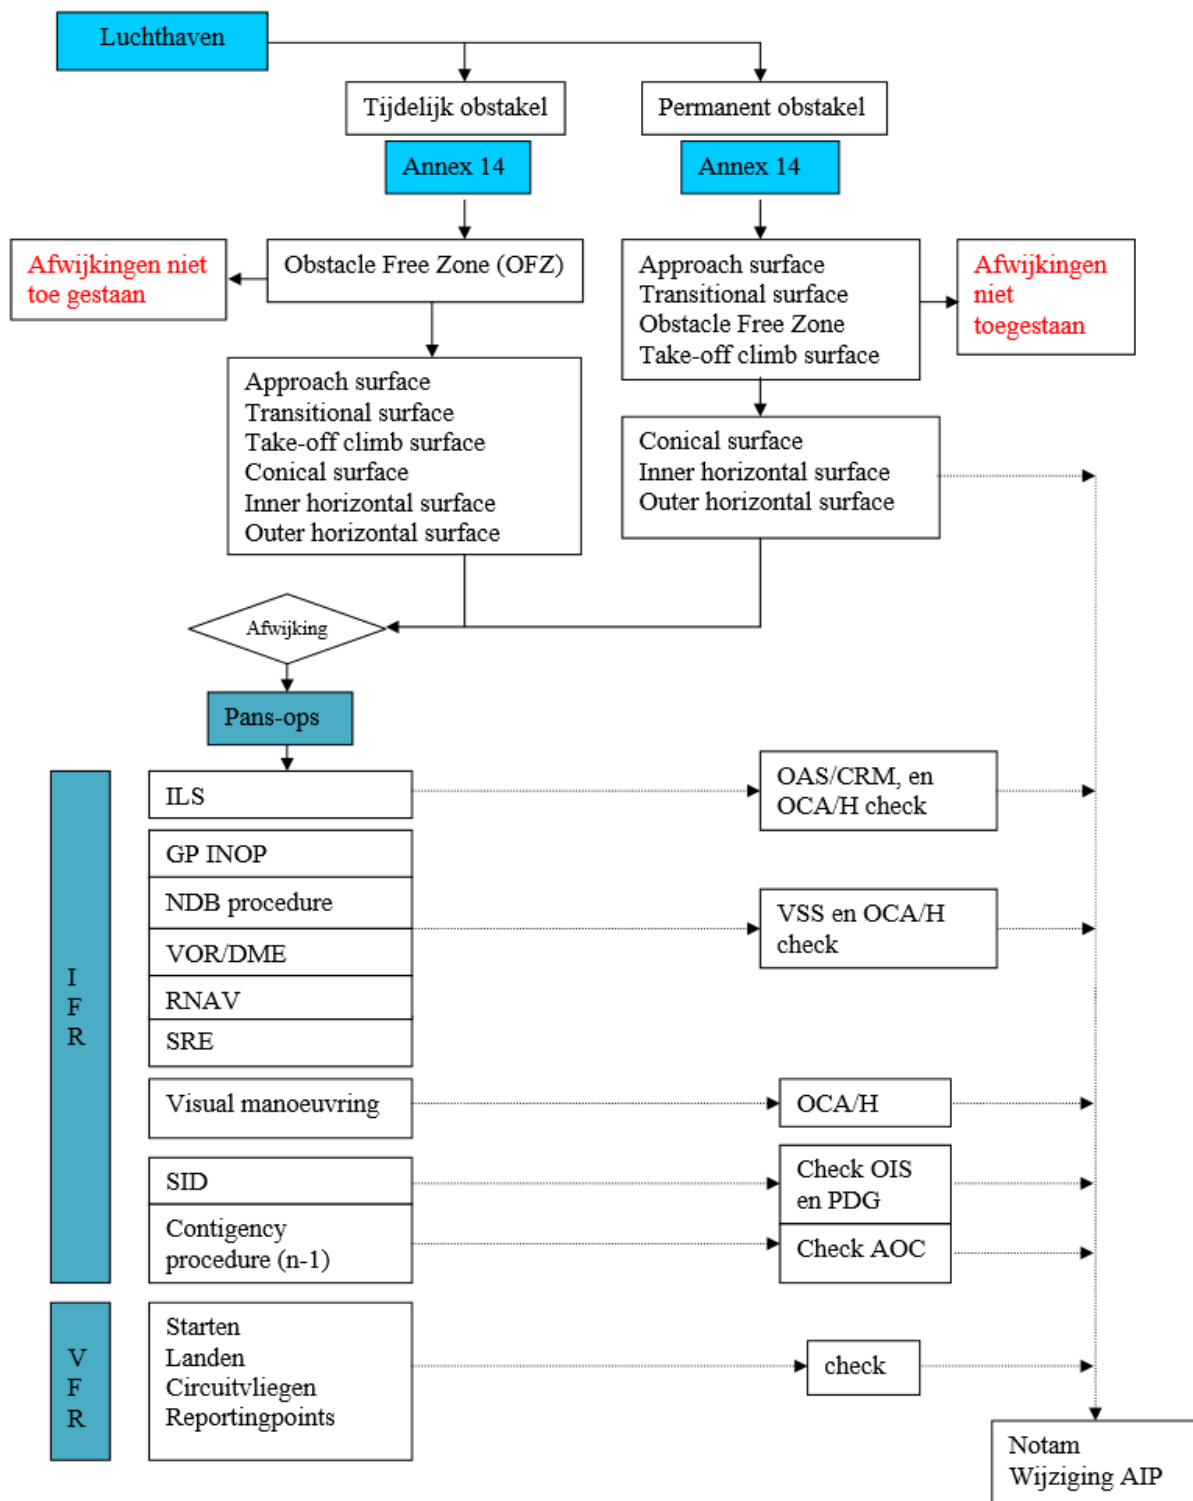 Luchthaven
Tijdelijk obstakel
Permanent obstakel
Annex 14
Annex 14
Afwijkingen niet
toe gestaan
Obstacle Free Zone (OFZ)
Approach surface
Transitional surface
Obstacle Free Zone
Take-off climb surface
Afwijkingen
niet
toegestaan
Approach surface
Transitional surface
Take-off climb surface
Conical surface
Inner horizontal surface
Outer horizontal surface
Conical surface
Inner horizontal surface
Outer horizontal surface
Afwijking
Pans-ops
I
F
R
ILS
OAS/CRM, en
OCA/H check
GP INOP
NDB procedure
VOR/DME
RNAV
SRE
VSS en OCA/H
check
Visual manoeuvring
OCA/H
SID
Check OIS
en PDG
Contigency
procedure (n-1)
Check AOC
V
F
R
Starten
Landen
Circuitvliegen
Reportingpoints
check
Notam
Wijziging AIP